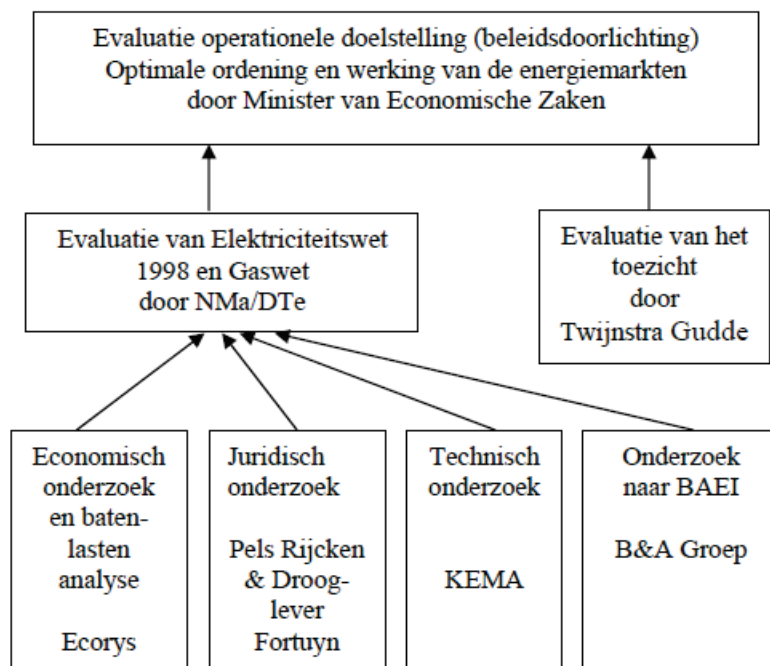 Evaluatie operationele doelstelling (beleidsdoorlichting)
Optimale ordening en werking van de energiemarkten
door Minister van Economische Zaken
Evaluatie van Elektriciteitswet
1998 en Gaswet
door NMa/DTe
Evaluatie van het
toezicht
door
Twijnstra Gudde
Economisch
onderzoek
en baten-
lasten
analyse
Ecorys
Juridisch
onderzoek
Pels Rijcken
& Droog-
lever
Fortuyn
Technisch
onderzoek
KEMA
Onderzoek
naar BAEI
B&A Groep